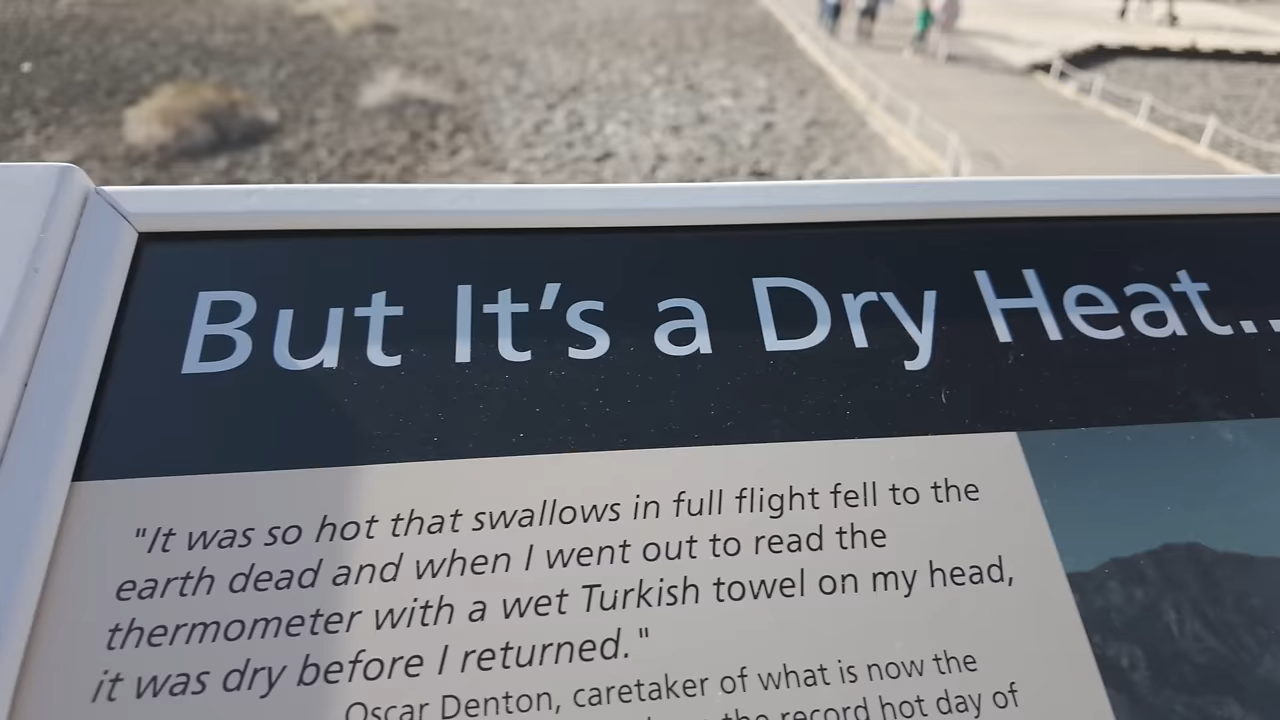 But It's a Dry Heat..
"It was so hot that swallows in full flight fell to the
earth dead and when I went out to read the
thermometer with a wet Turkish towel on my head,
it was dry before I returned."
Oscar Denton, caretaker of what is now the
the record hot day of